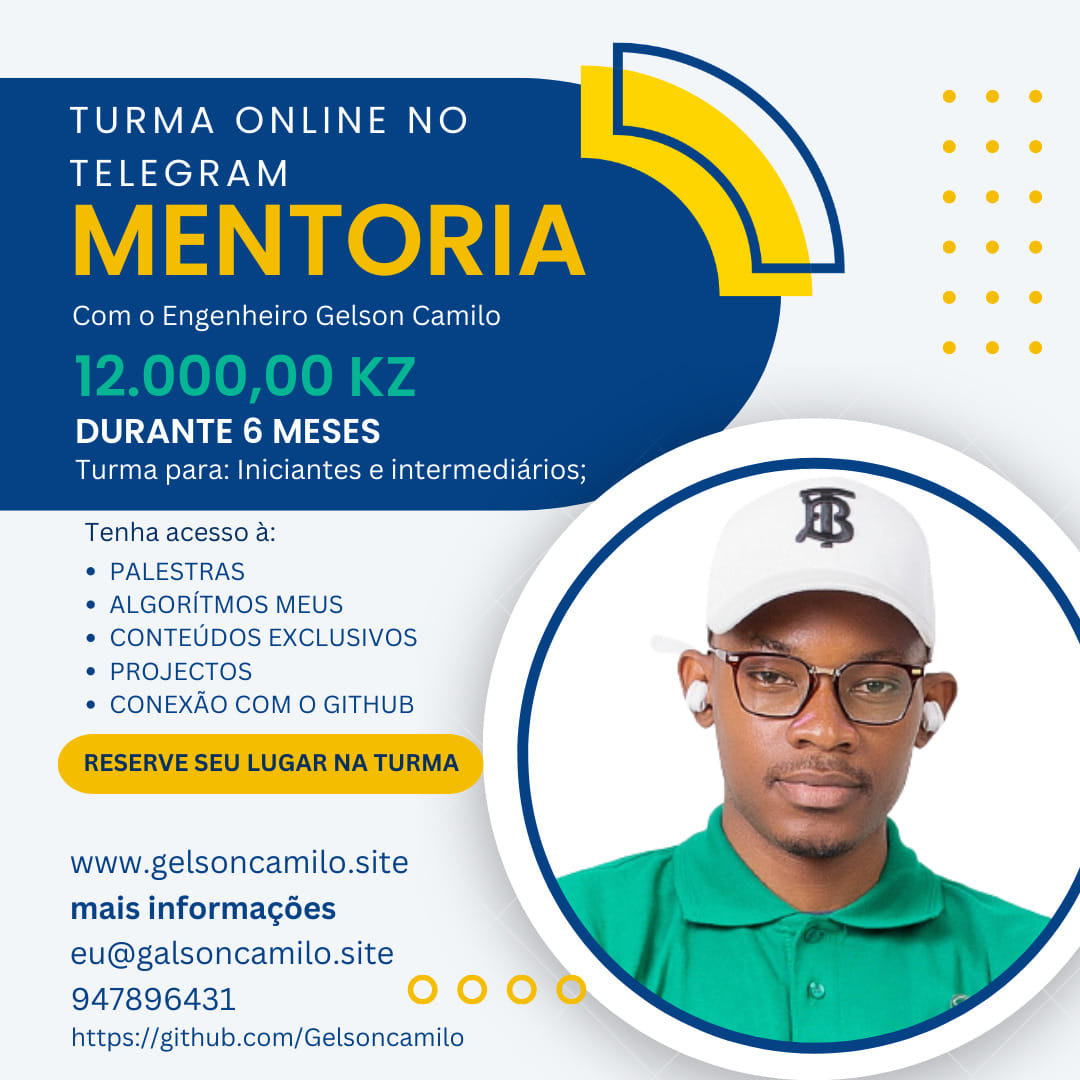 TURMA ONLINE NO
TELEGRAM
MENTORIA
Com o Engenheiro Gelson Camilo
12.000,00 KZ
DURANTE 6 MESES
Turma para: Iniciantes e intermediários;
Tenha acesso à:
• PALESTRAS
• ALGORÍTMOS MEUS
• CONTEÚDOS EXCLUSIVOS
• PROJECTOS
• CONEXÃO COM O GITHUB
RESERVE SEU LUGAR NA TURMA
www.gelsoncamilo.site
mais informações
eu@galsoncamilo.site
947896431
https://github.com/Gelsoncamilo